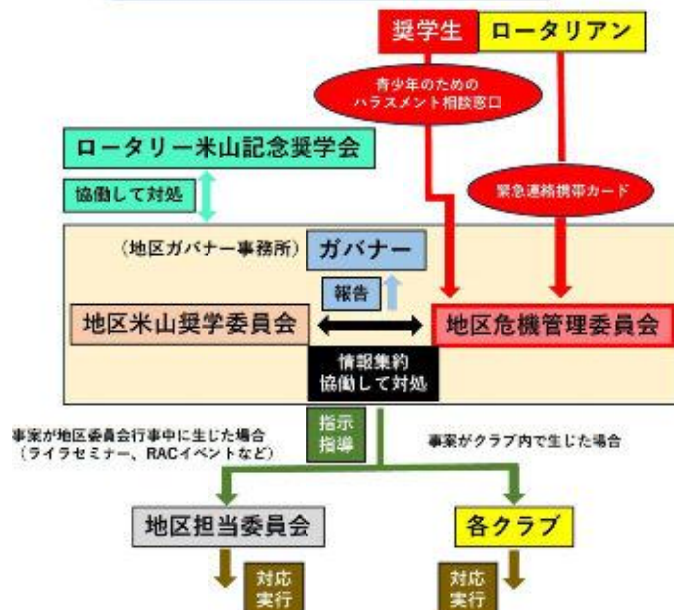 奨学生 ロータリアン
青少年のための
ハラスメント相談窓口
ロータリー米山記念奨学会
協働して対処
緊急連絡携帯カード
（地区ガバナー事務所） ガバナー
報告
地区米山奨学委員会
地区危機管理委員会
情報集約
協働して対処
指示
指導
事案が地区委員会行事中に生じた場合
（ライラセミナー、RACイベントなど）
事案がクラブ内で生じた場合
地区担当委員会
各クラブ
対応
実行
対応
実行